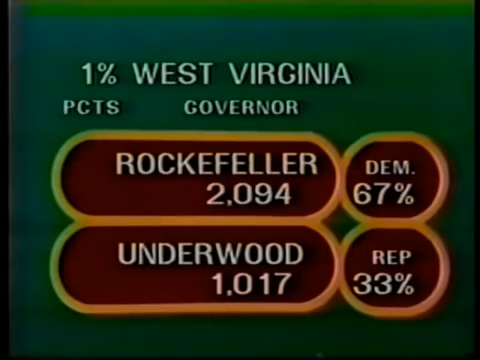 1% WEST VIRGINIA
PCTS GOVERNOR
ROCKEFELLER DEM.
2,094 67%
UNDERWOOD REP
1,017 33%